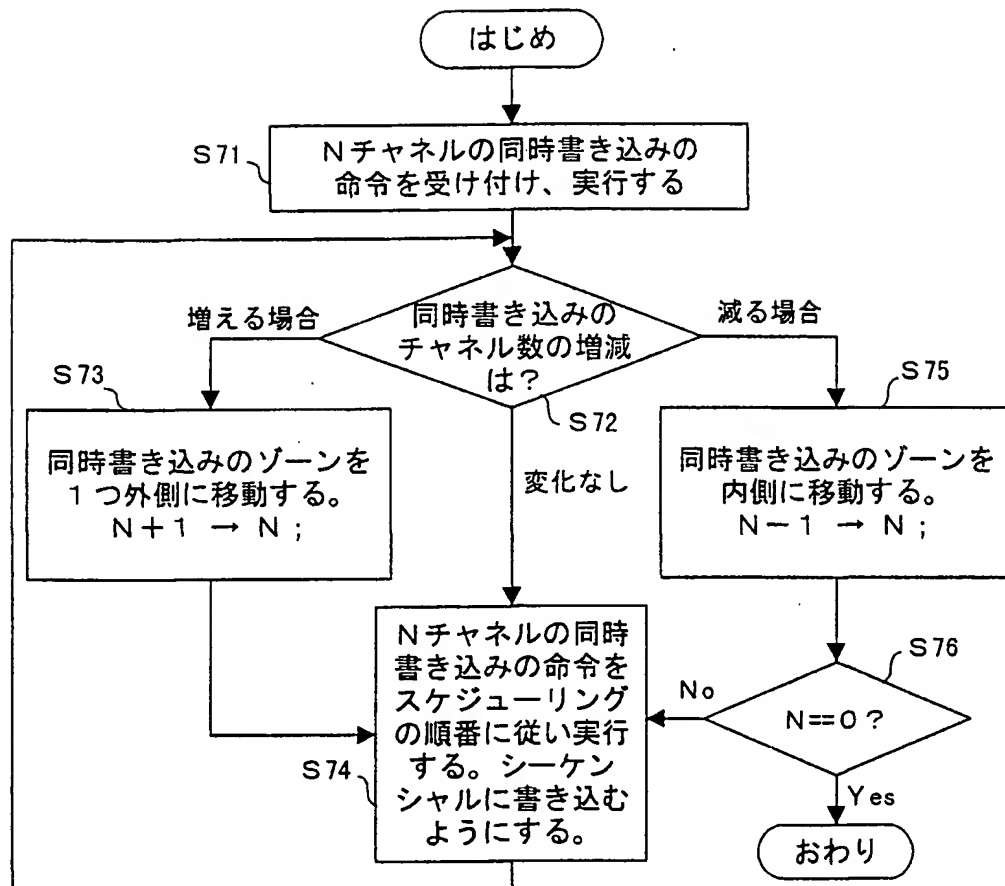 はじめ
S71
Nチャネルの同時書き込みの
命令を受け付け、実行する
増える場合
同時書き込みの
チャネル数の増減
は?
減る場合
S73
S72
S75
同時書き込みのゾーンを
1つ外側に移動する。
N+1 → N;
変化なし
同時書き込みのゾーンを
内側に移動する。
N-1 → N;
S74
Nチャネルの同時
書き込みの命令を
スケジューリング
の順番に従い実行
する。シーケン
シャルに書き込む
ようにする。
No
S76
N==0?
Yes
おわり